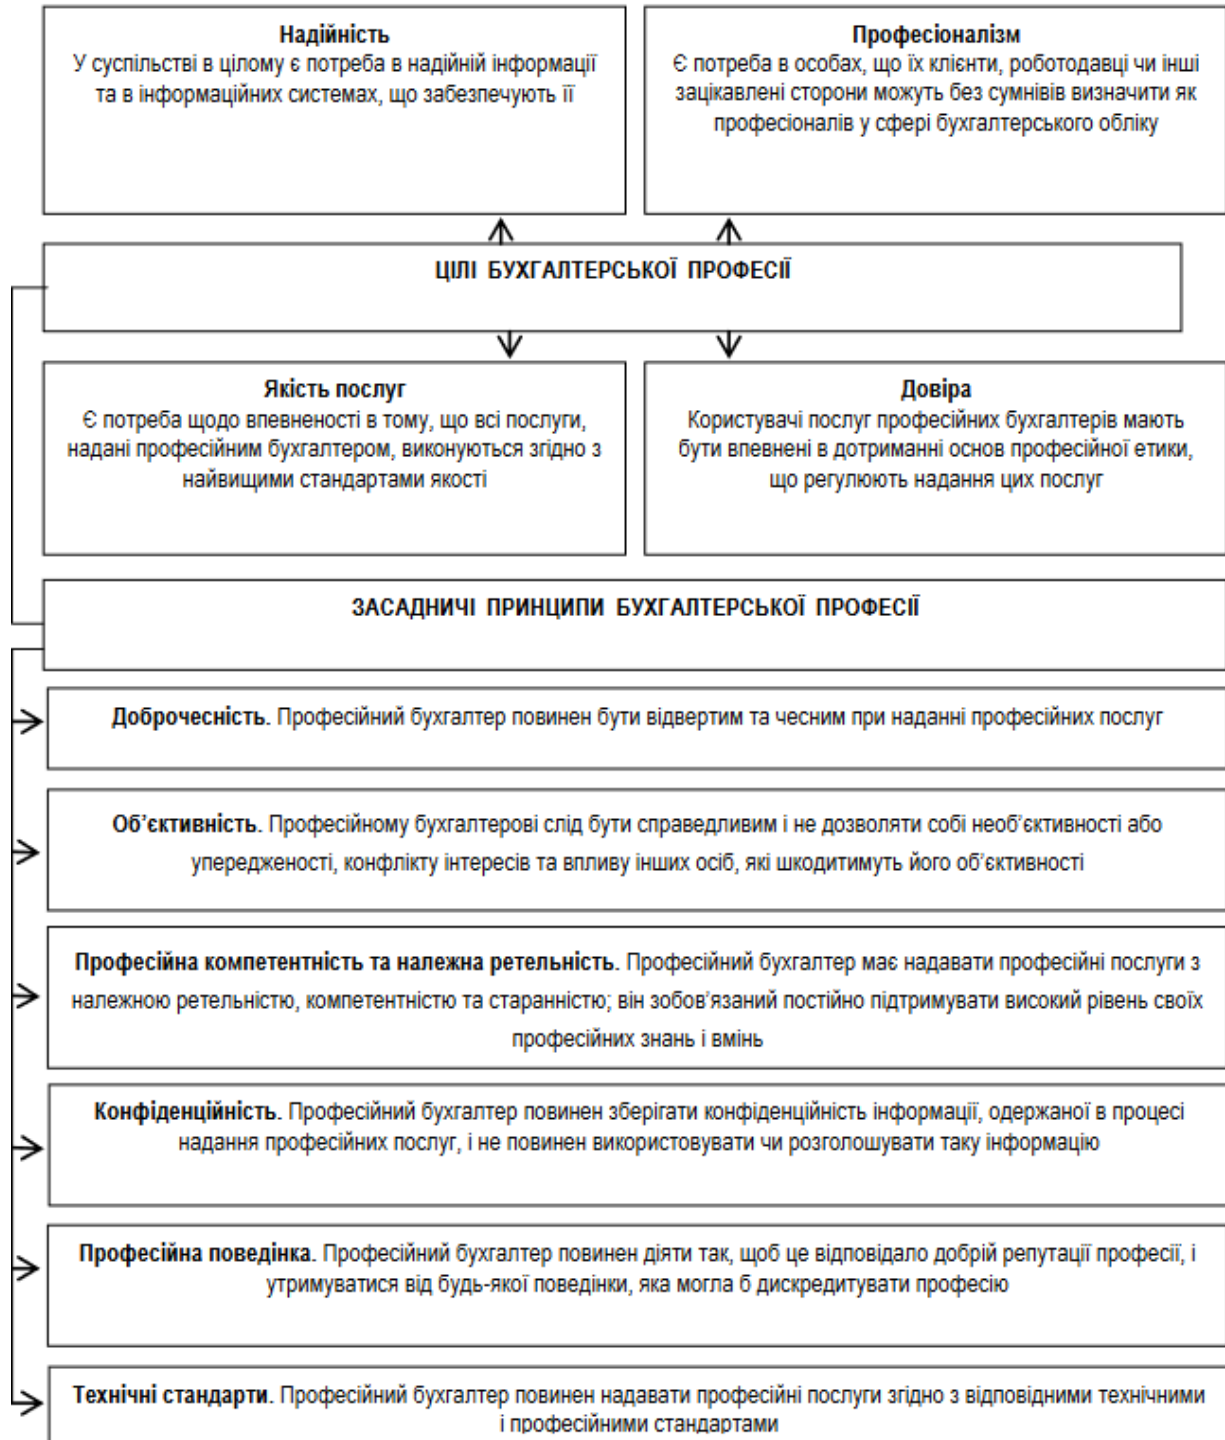 Надійність
У суспільстві в цілому є потреба в надійній інформації
та в інформаційних системах, що забезпечують її
Професіоналізм
Є потреба в особах, що їх клієнти, роботодавці чи інші
зацікавлені сторони можуть без сумнівів визначити як
професіоналів у сфері бухгалтерського обліку
ЦІЛІ БУХГАЛТЕРСЬКОЇ ПРОФЕСІЇ
Якість послуг
Є потреба щодо впевненості в тому, що всі послуги,
надані професійним бухгалтером, виконуються згідно з
найвищими стандартами якості
Довіра
Користувачі послуг професійних бухгалтерів мають
бути впевнені в дотриманні основ професійної етики,
що регулюють надання цих послуг
ЗАСАДНИЧІ ПРИНЦИПИ БУХГАЛТЕРСЬКОЇ ПРОФЕСІЇ
Доброчесність. Професійний бухгалтер повинен бути відвертим та чесним при наданні професійних послуг
Об’єктивність. Професійному бухгалтерові слід бути справедливим і не дозволяти собі необ’єктивності або
упередженості, конфлікту інтересів та впливу інших осіб, які шкодитимуть його об’єктивності
Професійна компетентність та належна ретельність. Професійний бухгалтер має надавати професійні послуги з
належною ретельністю, компетентністю та старанністю; він зобов’язаний постійно підтримувати високий рівень своїх
професійних знань і вмінь
Конфіденційність. Професійний бухгалтер повинен зберігати конфіденційність інформації, одержаної в процесі
надання професійних послуг, і не повинен використовувати чи розголошувати таку інформацію
Професійна поведінка. Професійний бухгалтер повинен діяти так, щоб це відповідало добрій репутації професії, і
утримуватися від будь-якої поведінки, яка могла б дискредитувати професію
Технічні стандарти. Професійний бухгалтер повинен надавати професійні послуги згідно з відповідними технічними
і професійними стандартами